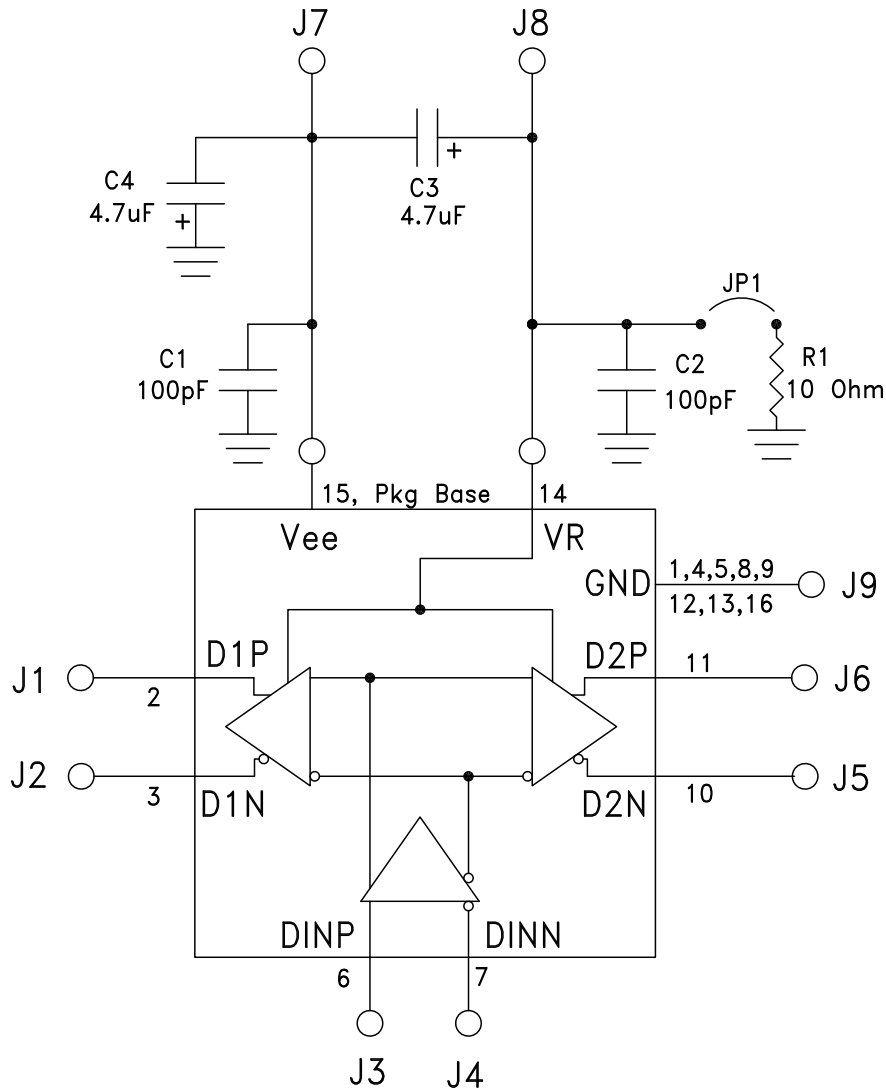 J7
J8
C4
4.7uF
+
C3
4.7uF
+
JP1
C1
100pF
C2
100pF
R1
10 Ohm
15, Pkg Base
14
Vee
VR
GND
1,4,5,8,9
12,13,16
J9
J1
2
D1P
D2P
11
J6
J2
3
D1N
D2N
10
J5
DINP
DINN
6
7
J3
J4